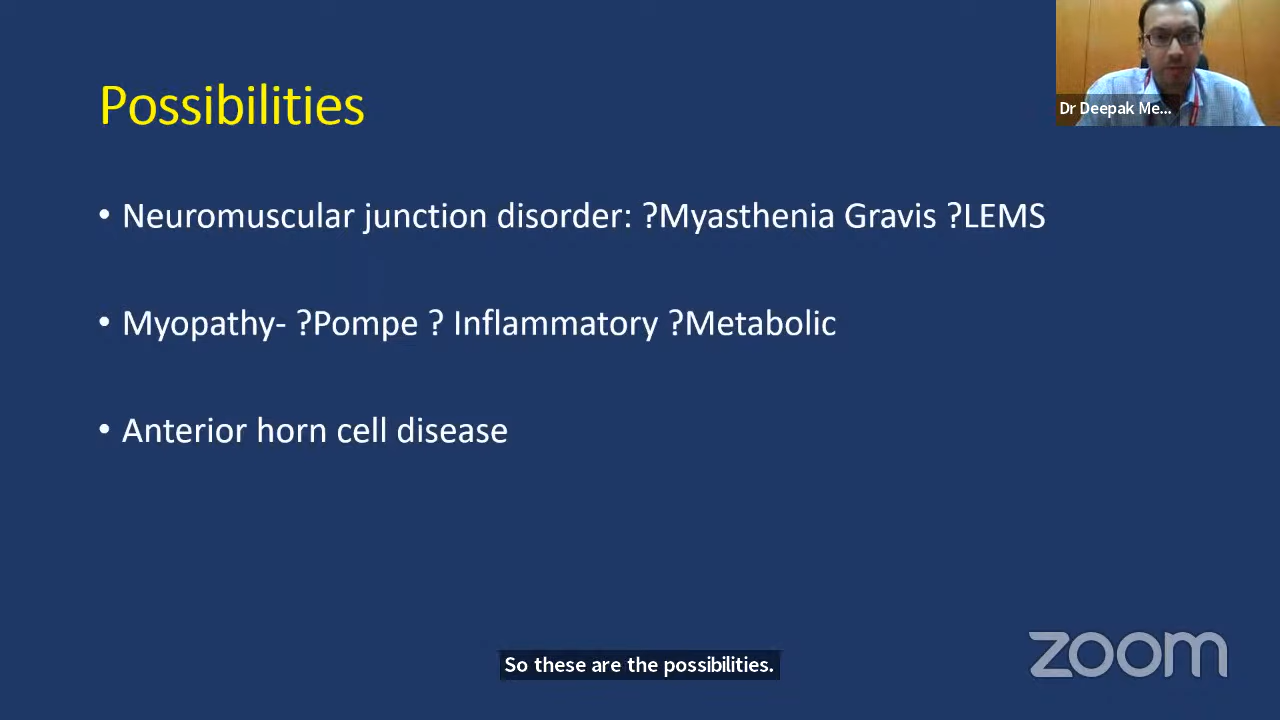 Possibilities
Dr Deepak Me...
• Neuromuscular junction disorder: ?Myasthenia Gravis ?LEMS
• Myopathy- ?Pompe ? Inflammatory ?Metabolic
• Anterior horn cell disease
So these are the possibilities.
zoom